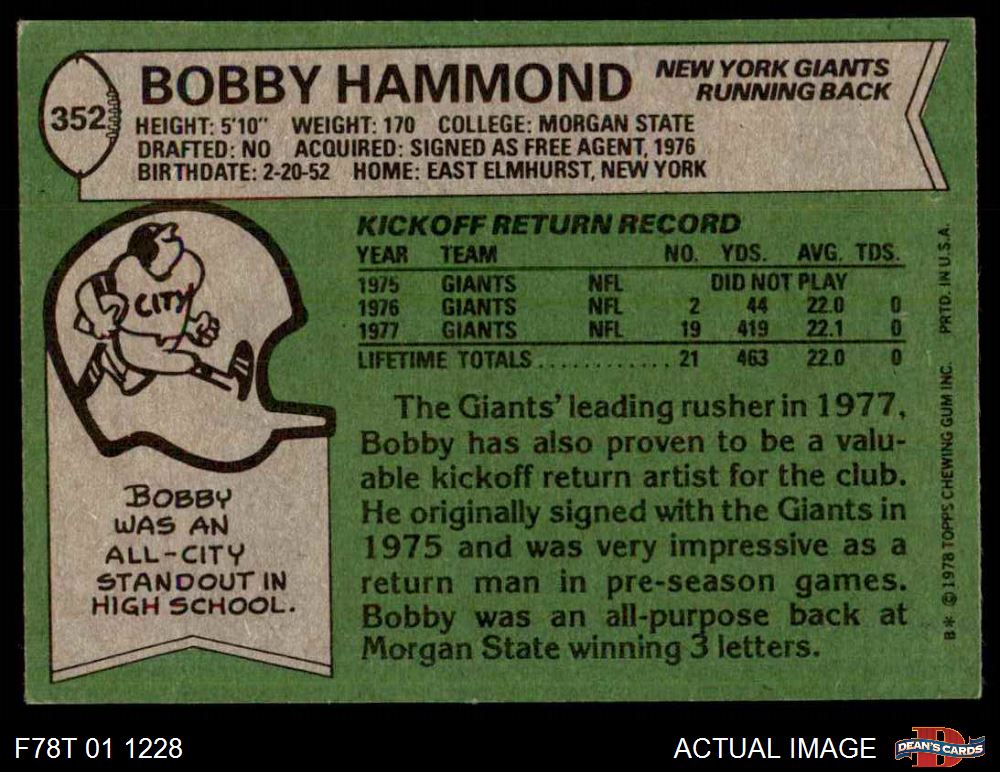 352
BOBBY HAMMOND
NEW YORK GIANTS
RUNNING BACK
HEIGHT: 5'10" WEIGHT: 170 COLLEGE: MORGAN STATE
DRAFTED: NO ACQUIRED: SIGNED AS FREE AGENT, 1976
BIRTHDATE: 2-20-52 HOME: EAST ELMHURST, NEW YORK
CITY
BOBBY
WAS AN
ALL-CITY
STANDOUT IN
HIGH SCHOOL.
KICKOFF RETURN RECORD
YEAR TEAM NO. YDS. AVG. TDS.
1975 GIANTS NFL DID NOT PLAY
1976 GIANTS NFL 2 44 22.0 0
1977 GIANTS NFL 19 419 22.1 0
LIFETIME TOTALS............ 21 463 22.0 0
The Giants' leading rusher in 1977,
Bobby has also proven to be a valu-
able kickoff return artist for the club.
He originally signed with the Giants in
1975 and was very impressive as a
return man in pre-season games.
Bobby was an all-purpose back at
Morgan State winning 3 letters.
B* © 1978 TOPPS CHEWING GUM INC. PRTD. IN U.S.A.
F78T 01 1228
ACTUAL IMAGE
D
DEAN'S CARDS